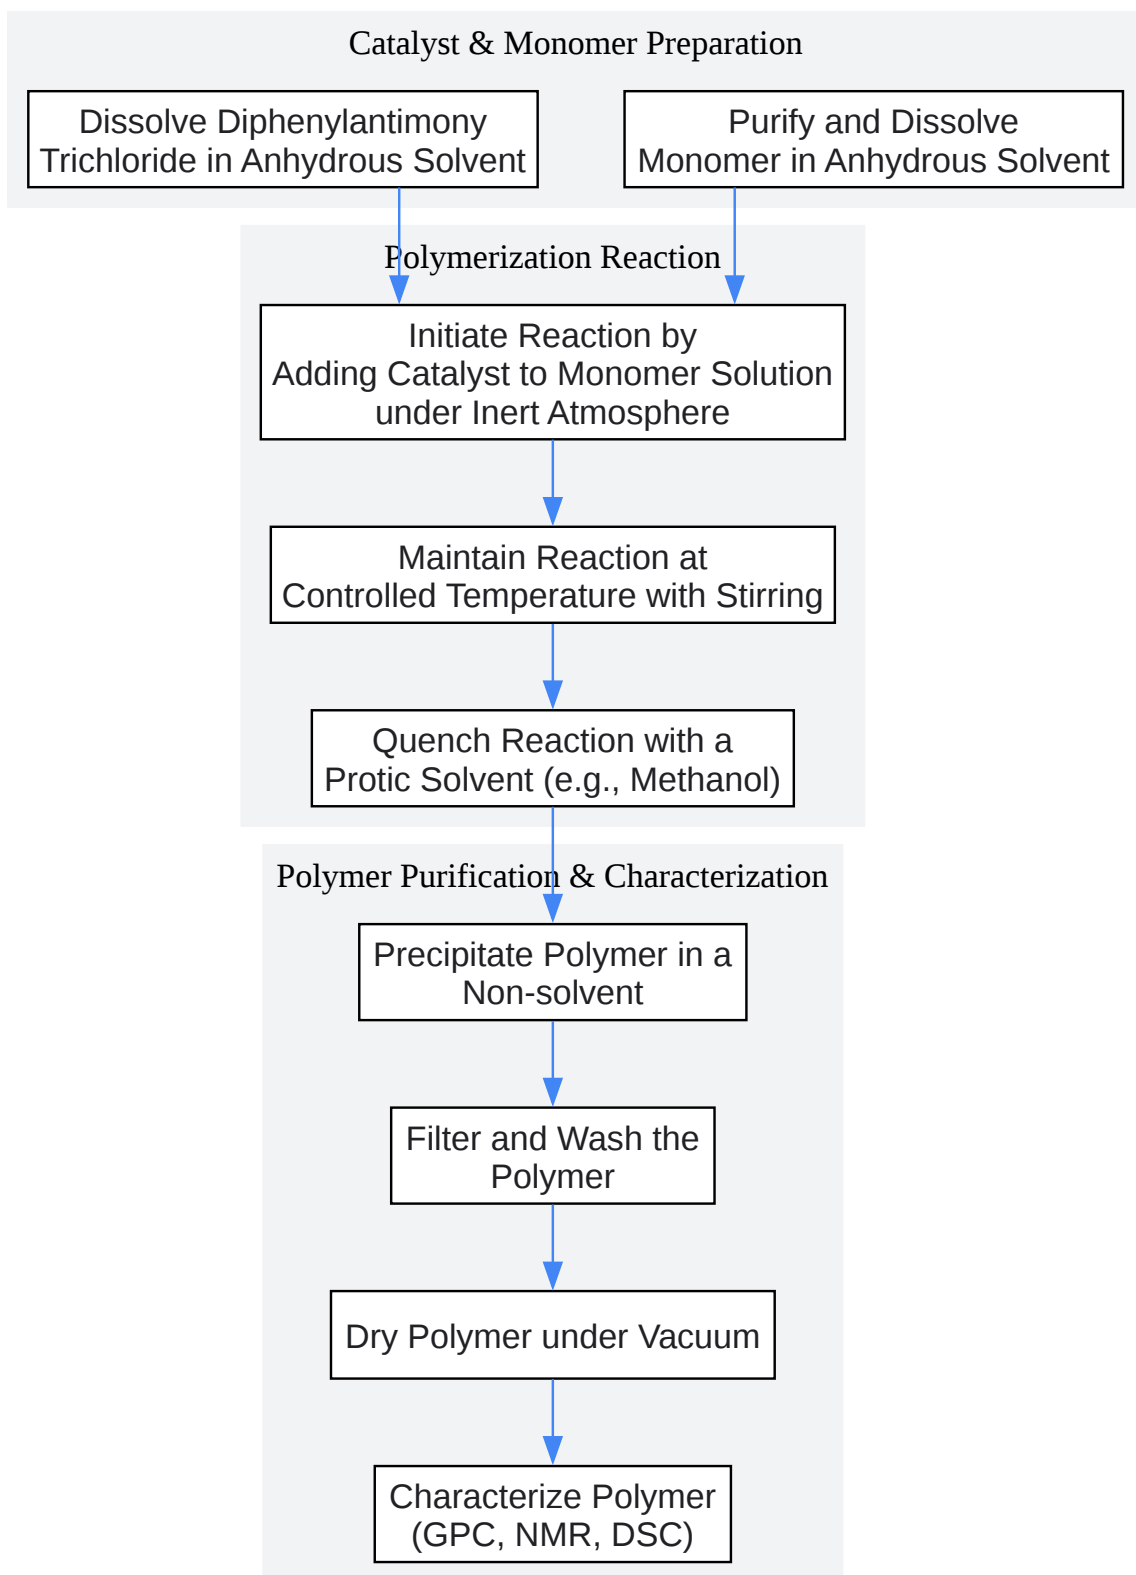 Catalyst & Monomer Preparation
Dissolve Diphenylantimony
Trichloride in Anhydrous Solvent
Purify and Dissolve
Monomer in Anhydrous Solvent
Polymerization Reaction
Initiate Reaction by
Adding Catalyst to Monomer Solution
under Inert Atmosphere
Maintain Reaction at
Controlled Temperature with Stirring
Quench Reaction with a
Protic Solvent (e.g., Methanol)
Polymer Purification & Characterization
Precipitate Polymer in a
Non-solvent
Filter and Wash the
Polymer
Dry Polymer under Vacuum
Characterize Polymer
(GPC, NMR, DSC)